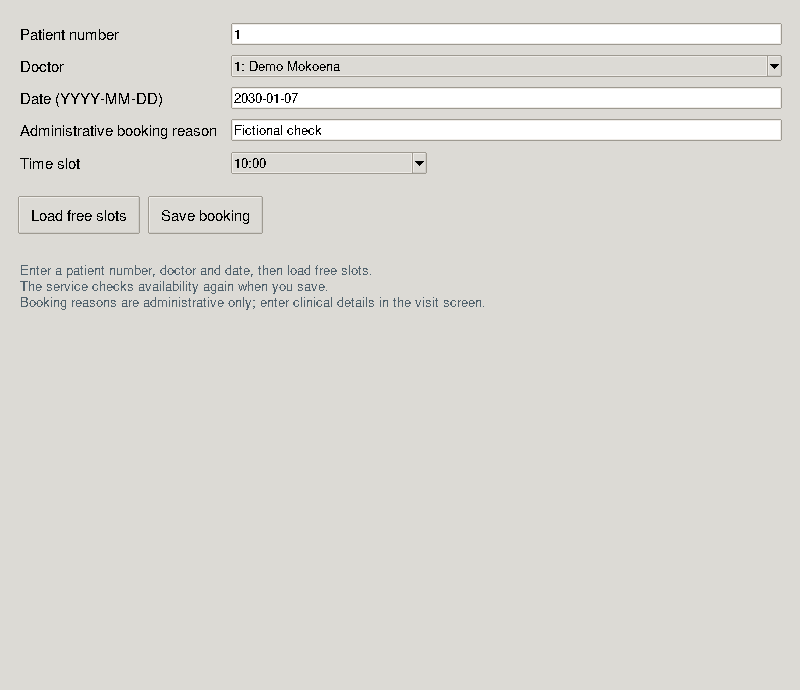 Patient number 1
Doctor 1: Demo Mokoena
Date (YYYY-MM-DD) 2030-01-07
Administrative booking reason Fictional check
Time slot 10:00
Load free slots Save booking
Enter a patient number, doctor and date, then load free slots.
The service checks availability again when you save.
Booking reasons are administrative only; enter clinical details in the visit screen.